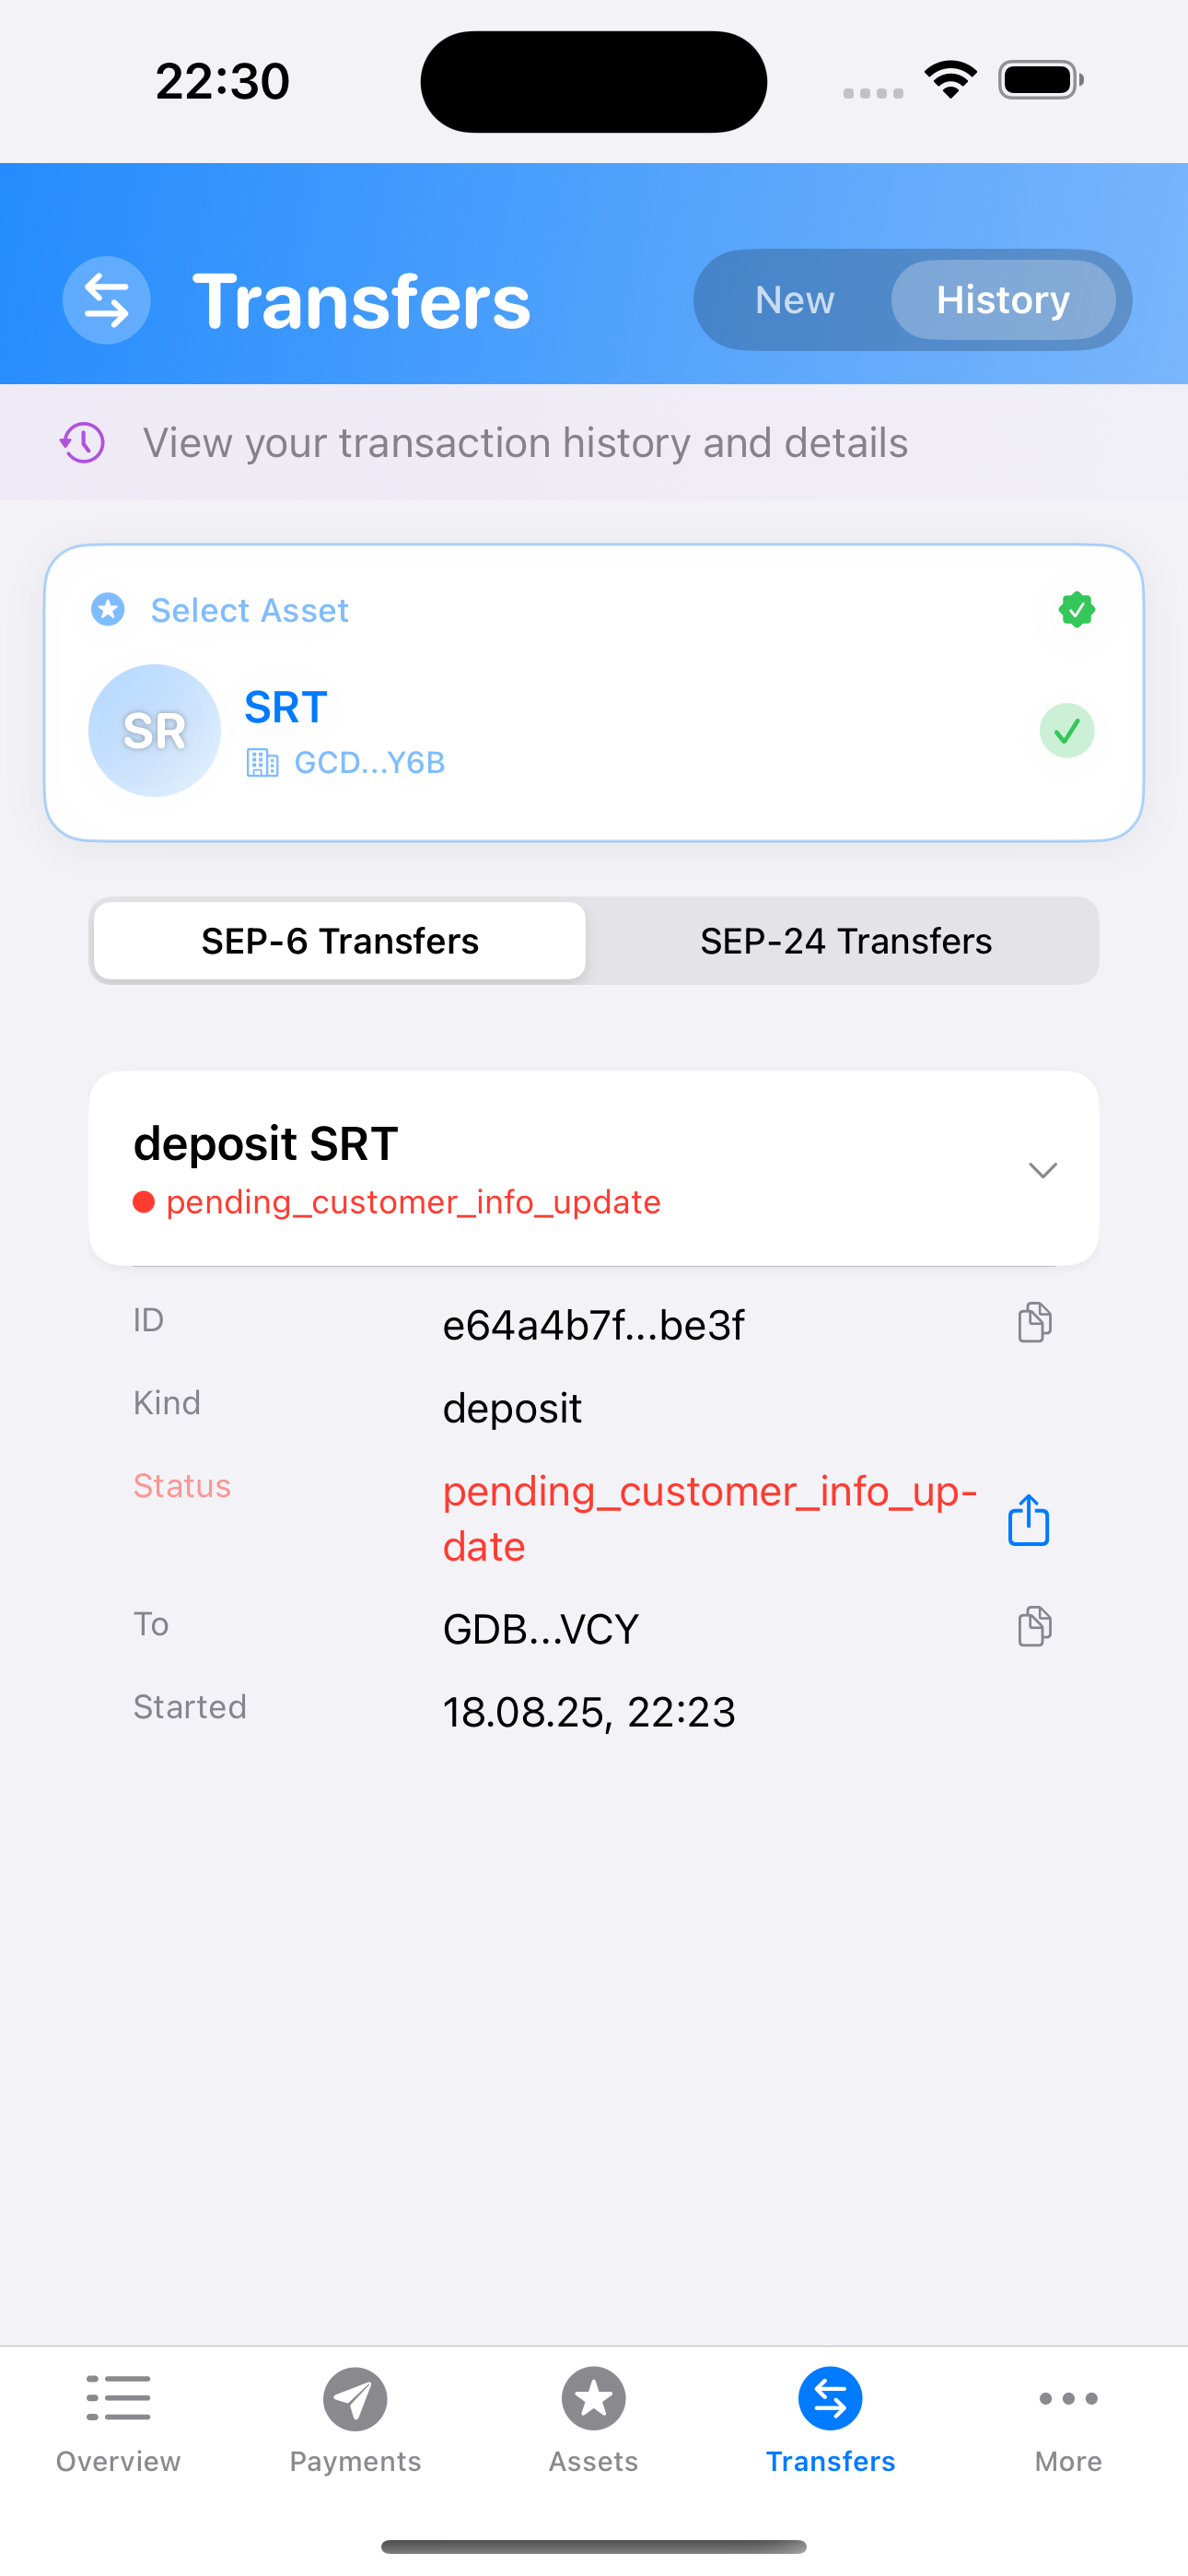 22:30
Transfers
New
History
View your transaction history and details
Select Asset
SR
SRT
GCD...Y6B
SEP-6 Transfers
SEP-24 Transfers
deposit SRT
pending_customer_info_update
ID
e64a4b7f...be3f
Kind
deposit
Status
pending_customer_info_up-
date
To
GDB...VCY
Started
18.08.25, 22:23
Overview
Payments
Assets
Transfers
More